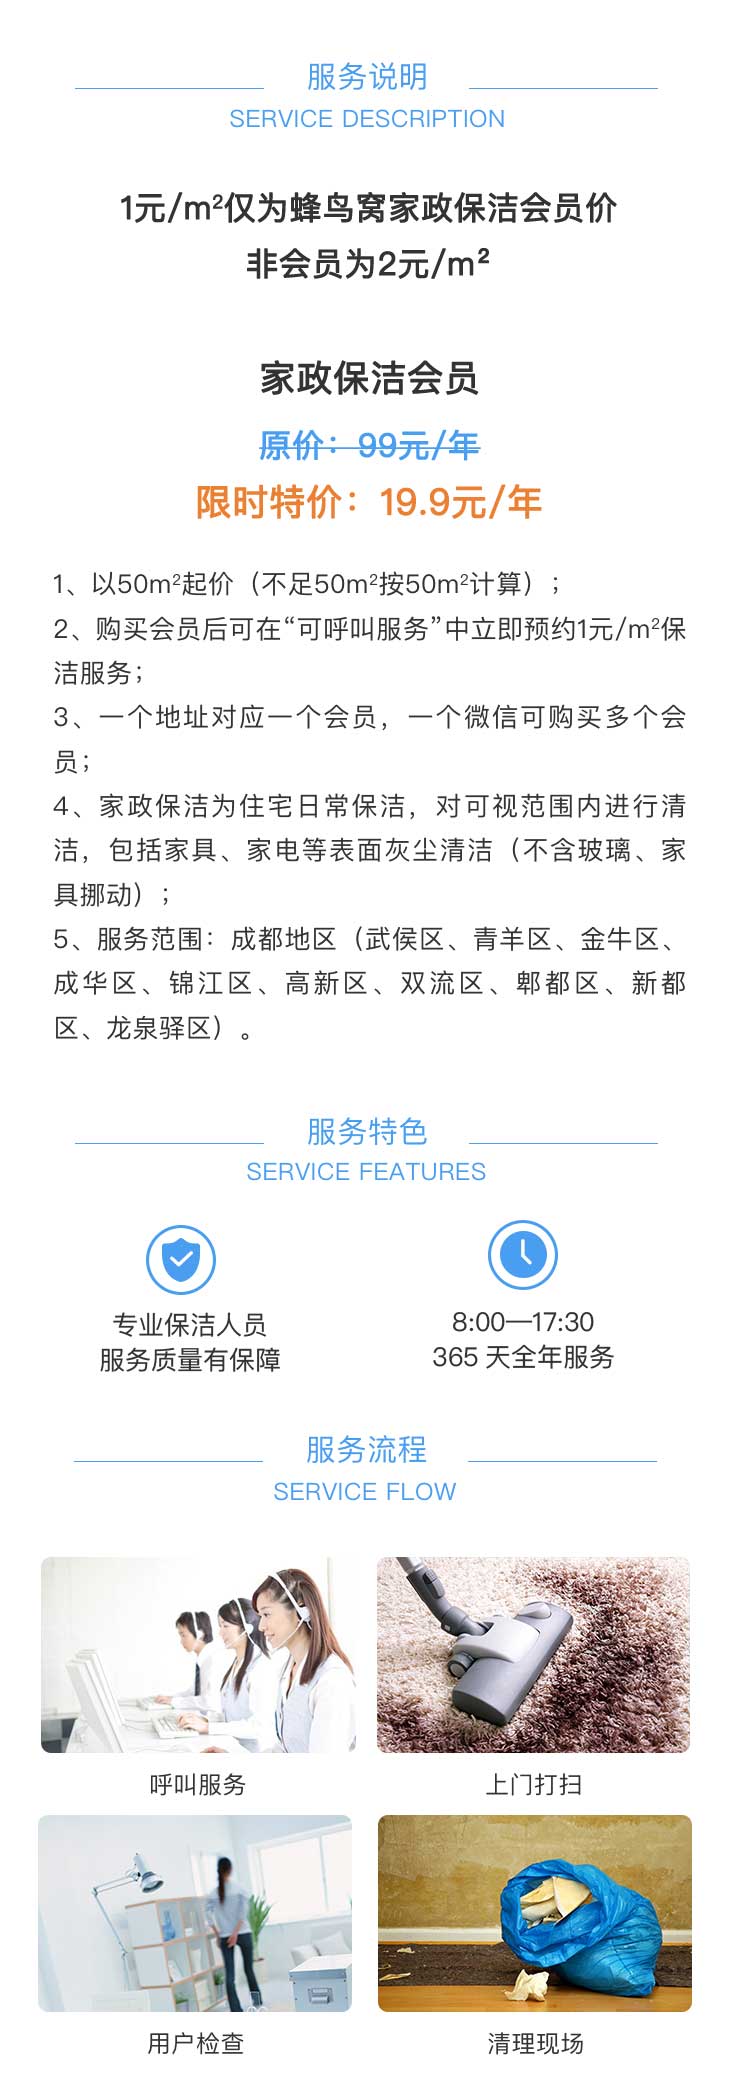 服务说明
SERVICE DESCRIPTION
1元/m²仅为蜂鸟窝家政保洁会员价
非会员为2元/m²
家政保洁会员
原价：99元/年
限时特价：19.9元/年
1、以50m²起价（不足50m²按50m²计算）；
2、购买会员后可在“可呼叫服务”中立即预约1元/m²保
洁服务；
3、一个地址对应一个会员，一个微信可购买多个会
员；
4、家政保洁为住宅日常保洁，对可视范围内进行清
洁，包括家具、家电等表面灰尘清洁（不含玻璃、家
具挪动）；
5、服务范围：成都地区（武侯区、青羊区、金牛区、
成华区、锦江区、高新区、双流区、郫都区、新都
区、龙泉驿区）。
服务特色
SERVICE FEATURES
专业保洁人员
服务质量有保障
8:00—17:30
365 天全年服务
服务流程
SERVICE FLOW
呼叫服务
上门打扫
用户检查
清理现场